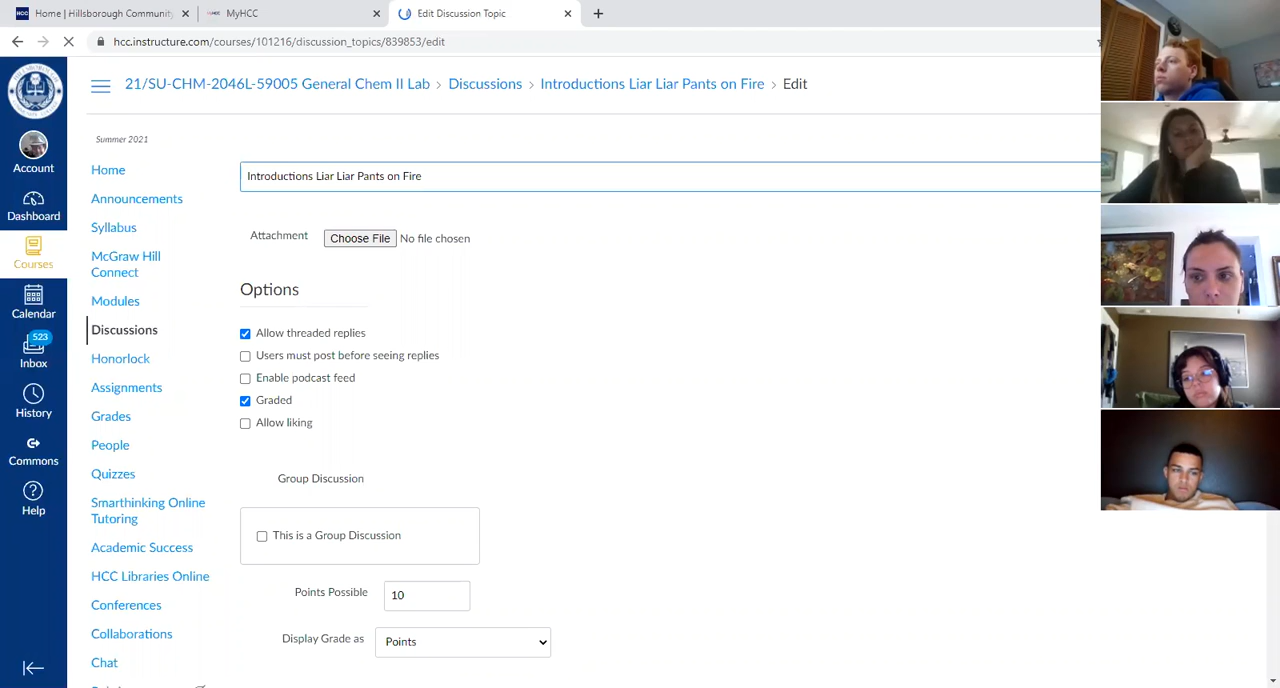 HCC Home | Hillsborough Community
MyHCC
Edit Discussion Topic
hcc.instructure.com/courses/101216/discussion_topics/839853/edit
21/SU-CHM-2046L-59005 General Chem II Lab > Discussions > Introductions Liar Liar Pants on Fire > Edit
Account
Dashboard
Courses
Calendar
523
Inbox
History
Commons
Help
Summer 2021
Home
Announcements
Syllabus
McGraw Hill
Connect
Modules
Discussions
Honorlock
Assignments
Grades
People
Quizzes
Smarthinking Online
Tutoring
Academic Success
HCC Libraries Online
Conferences
Collaborations
Chat
Introductions Liar Liar Pants on Fire
Attachment Choose File No file chosen
Options
Allow threaded replies
Users must post before seeing replies
Enable podcast feed
Graded
Allow liking
Group Discussion
This is a Group Discussion
Points Possible 10
Display Grade as Points